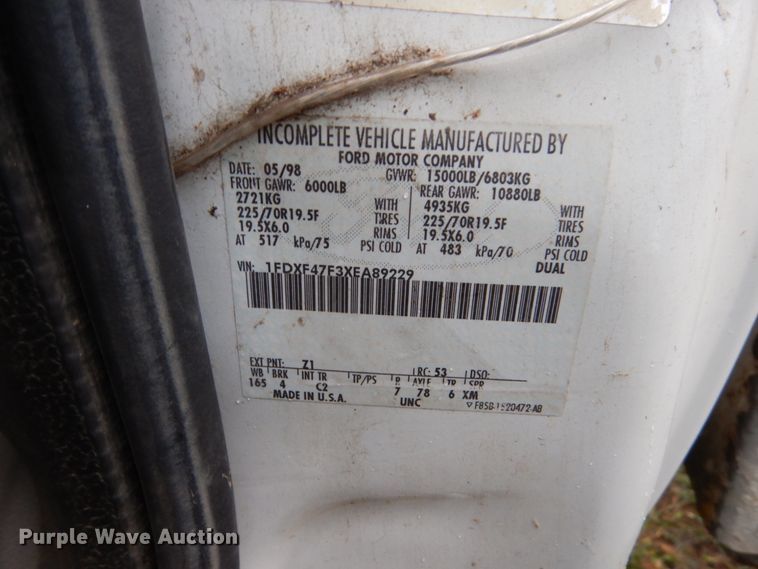 INCOMPLETE VEHICLE MANUFACTURED BY
FORD MOTOR COMPANY
DATE: 05/98 GVWR: 15000LB/6803KG
FRONT GAWR: 6000LB REAR GAWR: 10880LB
2721KG WITH 4935KG WITH
225/70R19.5F TIRES 225/70R19.5F TIRES
19.5X6.0 RIMS 19.5X6.0 RIMS
AT 517 kPa/75 PSI COLD AT 483 kPa/70 PSI COLD
DUAL
VIN: 1FDXF47F3XEA89229
EXT PNT: Z1 RC: 53 DSO:
WB BRK INT TR TP/PS R AXLE TR SPR
165 4 C2 7 78 6 XM
MADE IN U.S.A. UNC F85B-1520472-AB
Purple Wave Auction